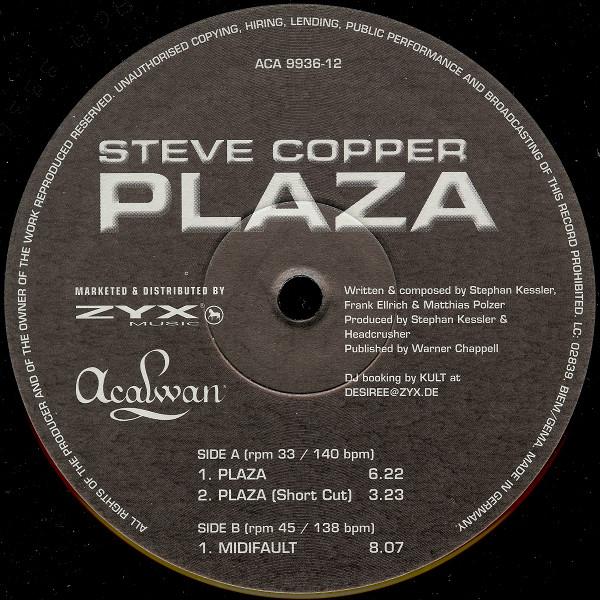 ALL RIGHTS OF THE PRODUCER AND OF THE OWNER OF THE WORK REPRODUCED RESERVED. UNAUTHORISED COPYING, HIRING, LENDING, PUBLIC PERFORMANCE AND BROADCASTING OF THIS RECORD PROHIBITED. LC 02839. BIEM/GEMA. MADE IN GERMANY.
ACA 9936-12
STEVE COPPER
PLAZA
MARKETED & DISTRIBUTED BY
ZYX®
MUSIC
Acalwan
Written & composed by Stephan Kessler,
Frank Ellrich & Matthias Polzer
Produced by Stephan Kessler &
Headcrusher
Published by Warner Chappell
DJ booking by KULT at
DESIREE@ZYX.DE
SIDE A (rpm 33 / 140 bpm)
1. PLAZA 6.22
2. PLAZA (Short Cut) 3.23
SIDE B (rpm 45 / 138 bpm)
1. MIDIFAULT 8.07